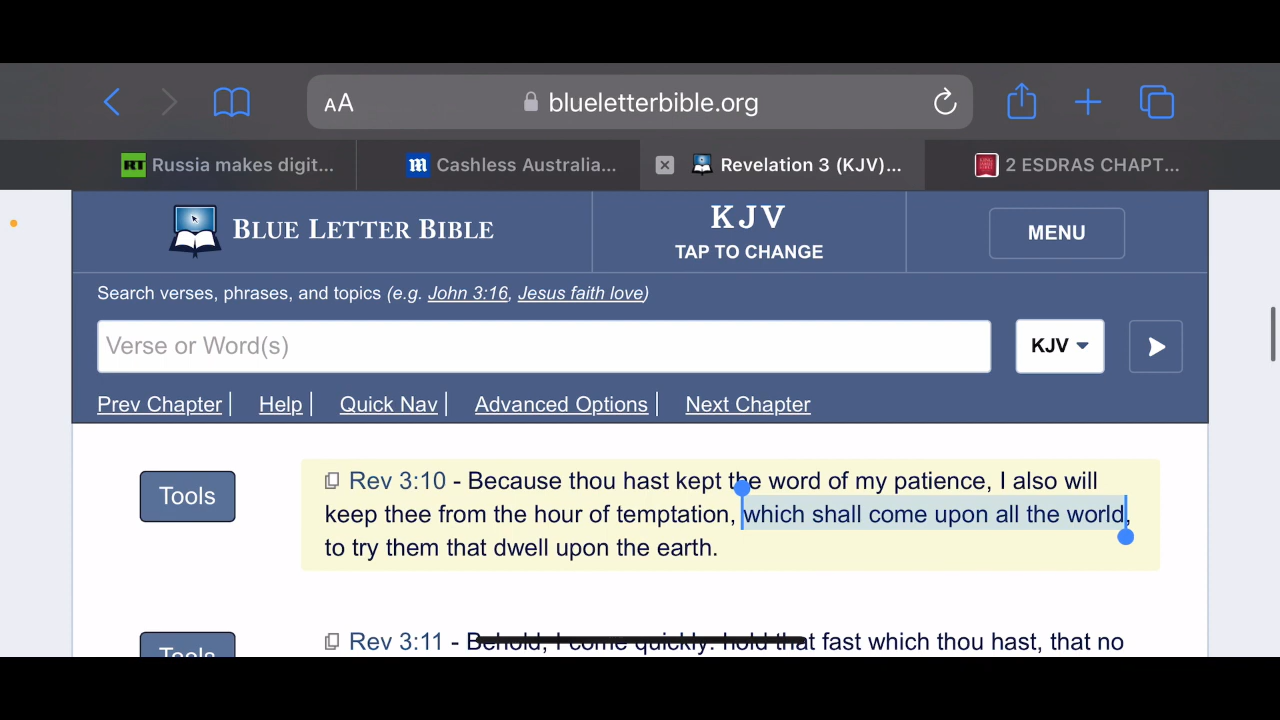 AA blueletterbible.org
RT Russia makes digit... m Cashless Australia... Revelation 3 (KJV)... 2 ESDRAS CHAPT...
BLUE LETTER BIBLE
KJV
TAP TO CHANGE
MENU
Search verses, phrases, and topics (e.g. John 3:16, Jesus faith love)
Verse or Word(s)
KJV
Prev Chapter | Help | Quick Nav | Advanced Options | Next Chapter
Tools
Rev 3:10 - Because thou hast kept the word of my patience, I also will
keep thee from the hour of temptation, which shall come upon all the world,
to try them that dwell upon the earth.
Tools
Rev 3:11 - Behold, I come quickly: hold that fast which thou hast, that no